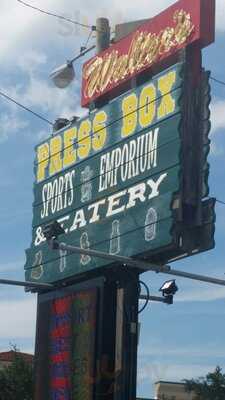 Walter's
PRESS BOX
SPORTS EMPORIUM
& EATERY